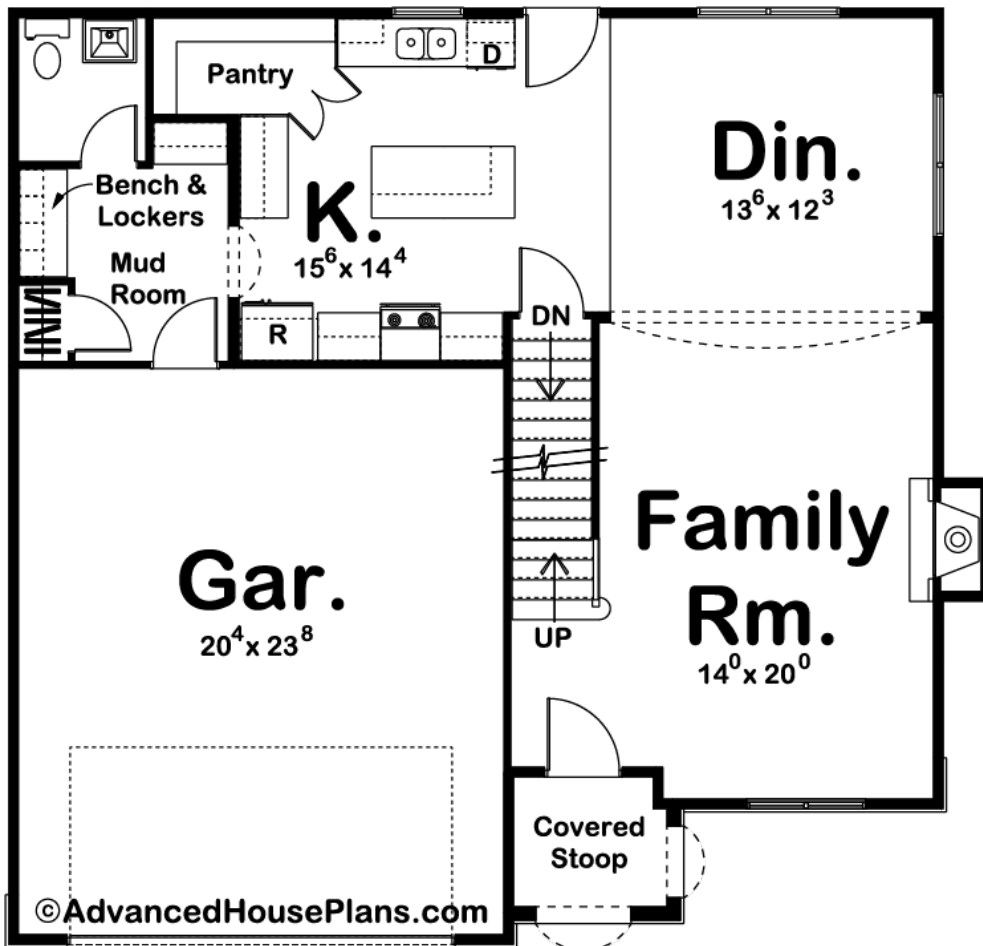 Pantry
D
Din.
13⁶ x 12³
Bench &
Lockers
K.
15⁶ x 14⁴
Mud
Room
R
DN
Family
Rm.
14⁰ x 20⁰
Gar.
20⁴ x 23⁸
UP
Covered
Stoop
©AdvancedHousePlans.com